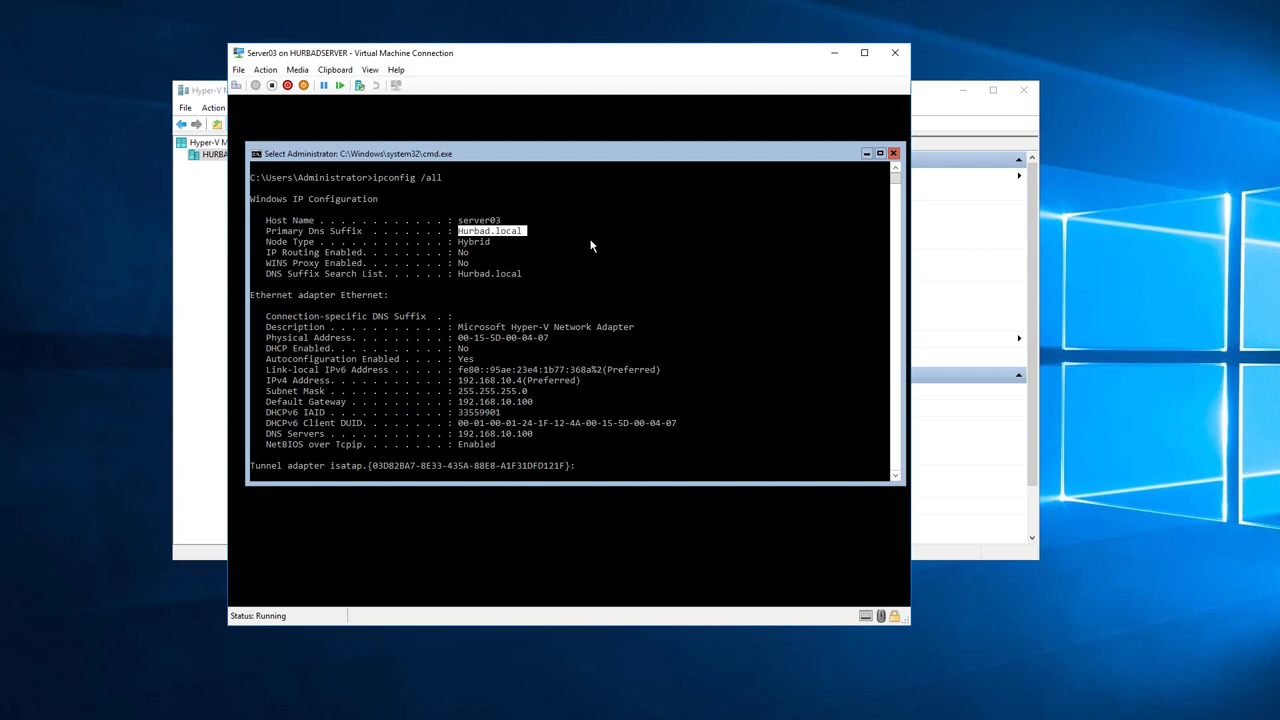 Server03 on HURBADSERVER - Virtual Machine Connection
File Action Media Clipboard View Help
Hyper-V M
File Action
Hyper-V M
HURBA
Select Administrator: C:\Windows\system32\cmd.exe
C:\Users\Administrator>ipconfig /all
Windows IP Configuration
Host Name . . . . . . . . . . . . : server03
Primary Dns Suffix . . . . . . . : Hurbad.local
Node Type . . . . . . . . . . . . : Hybrid
IP Routing Enabled. . . . . . . . : No
WINS Proxy Enabled. . . . . . . . : No
DNS Suffix Search List. . . . . . : Hurbad.local
Ethernet adapter Ethernet:
Connection-specific DNS Suffix . :
Description . . . . . . . . . . . : Microsoft Hyper-V Network Adapter
Physical Address. . . . . . . . . : 00-15-5D-00-04-07
DHCP Enabled. . . . . . . . . . . : No
Autoconfiguration Enabled . . . . : Yes
Link-local IPv6 Address . . . . . : fe80::95ae:23e4:1b77:368a%2(Preferred)
IPv4 Address. . . . . . . . . . . : 192.168.10.4(Preferred)
Subnet Mask . . . . . . . . . . . : 255.255.255.0
Default Gateway . . . . . . . . . : 192.168.10.100
DHCPv6 IAID . . . . . . . . . . . : 33559901
DHCPv6 Client DUID. . . . . . . . : 00-01-00-01-24-1F-12-4A-00-15-5D-00-04-07
DNS Servers . . . . . . . . . . . : 192.168.10.100
NetBIOS over Tcpip. . . . . . . . : Enabled
Tunnel adapter isatap.{03D82BA7-8E33-435A-88E8-A1F31DFD121F}:
Status: Running